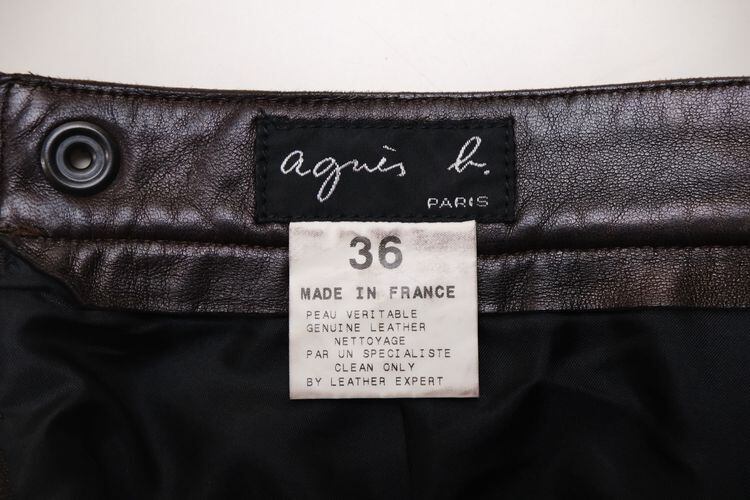 agnès b.
PARIS
36
MADE IN FRANCE
PEAU VERITABLE
GENUINE LEATHER
NETTOYAGE
PAR UN SPECIALISTE
CLEAN ONLY
BY LEATHER EXPERT